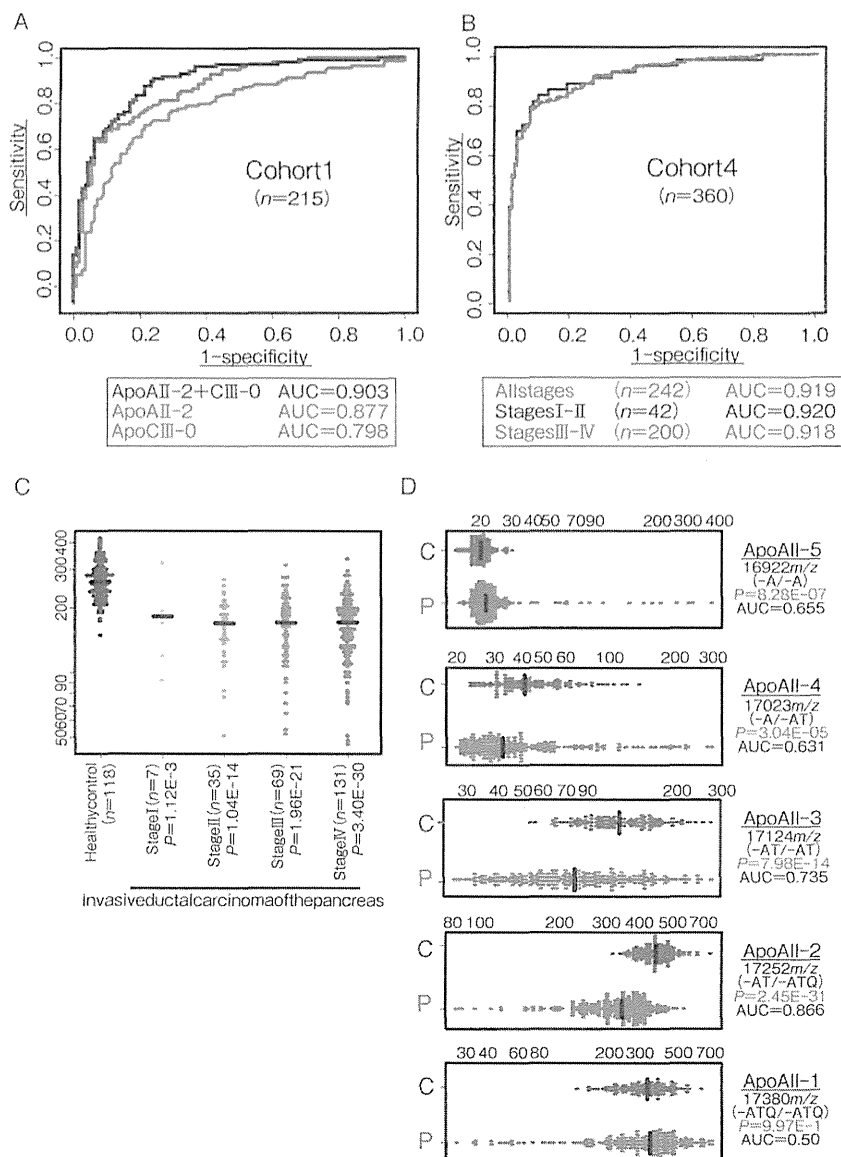 A
Sensitivity
0.0 0.2 0.4 0.6 0.8 1.0
Cohort1
(n=215)
0.0 0.2 0.4 0.6 0.8 1.0
1-specificity
ApoAⅡ-2+CⅢ-0 AUC=0.903
ApoAⅡ-2 AUC=0.877
ApoCⅢ-0 AUC=0.798
B
Sensitivity
0.0 0.2 0.4 0.6 0.8 1.0
Cohort4
(n=360)
0.0 0.2 0.4 0.6 0.8 1.0
1-specificity
Allstages (n=242) AUC=0.919
StagesⅠ-Ⅱ (n=42) AUC=0.920
StagesⅢ-Ⅳ (n=200) AUC=0.918
C
506070 90 200 300 400
Healthycontrol
(n=118)
StageⅠ(n=7)
P=1.12E-3
StageⅡ(n=35)
P=1.04E-14
StageⅢ(n=69)
P=1.96E-21
StageⅣ(n=131)
P=3.40E-30
Invasiveductalcarcinomaofthepancreas
D
20 30 4050 7090 200 300 400
C
P
ApoAⅡ-5
16922m/z
(-A/-A)
P=8.28E-07
AUC=0.655
20 30 40 50 60 100 200 300
C
P
ApoAⅡ-4
17023m/z
(-A/-AT)
P=3.04E-05
AUC=0.631
30 40 5060 70 90 200 300
C
P
ApoAⅡ-3
17124m/z
(-AT/-AT)
P=7.98E-14
AUC=0.735
80 100 200 300 400 500 700
C
P
ApoAⅡ-2
17252m/z
(-AT/-ATQ)
P=2.45E-31
AUC=0.866
30 40 60 80 200 300 500 700
C
P
ApoAⅡ-1
17380m/z
(-ATQ/-ATQ)
P=9.97E-1
AUC=0.50